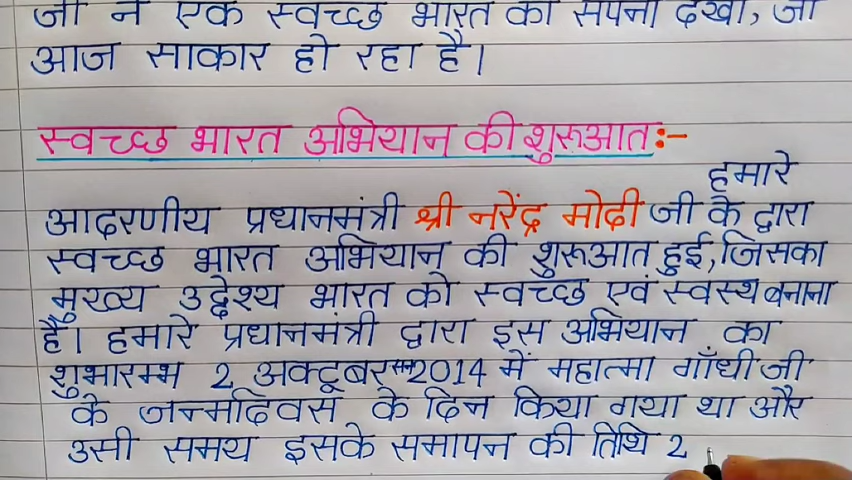 जी ने एक स्वच्छ भारत का सपना देखा, जो
आज साकार हो रहा है।
स्वच्छ भारत अभियान की शुरूआत:-
हमारे
आदरणीय प्रधानमंत्री श्री नरेंद्र मोदी जी के द्वारा
स्वच्छ भारत अभियान की शुरूआत हुई, जिसका
मुख्य उद्देश्य भारत को स्वच्छ एवं स्वस्थ बनाना
है। हमारे प्रधानमंत्री द्वारा इस अभियान का
शुभारम्भ 2 अक्टूबर 2014 में महात्मा गाँधी जी
के जन्मदिवस के दिन किया गया था और
उसी समय इसके समापन की तिथि 2